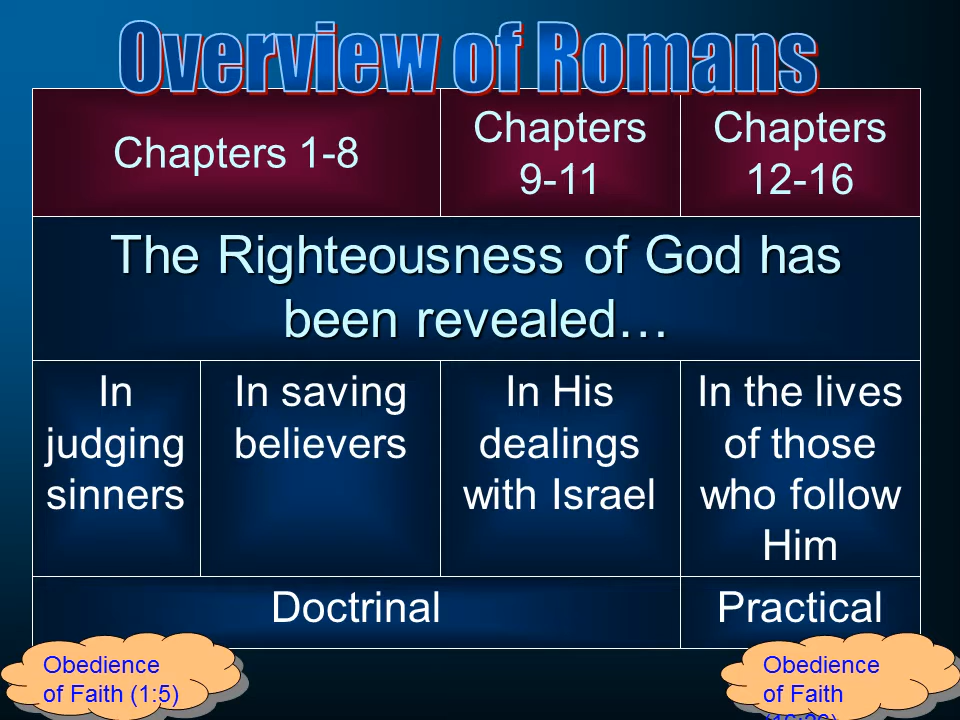 Overview of Romans
Chapters 1-8
Chapters
9-11
Chapters
12-16
The Righteousness of God has
been revealed…
In
judging
sinners
In saving
believers
In His
dealings
with Israel
In the lives
of those
who follow
Him
Doctrinal
Practical
Obedience
of Faith (1:5)
Obedience
of Faith